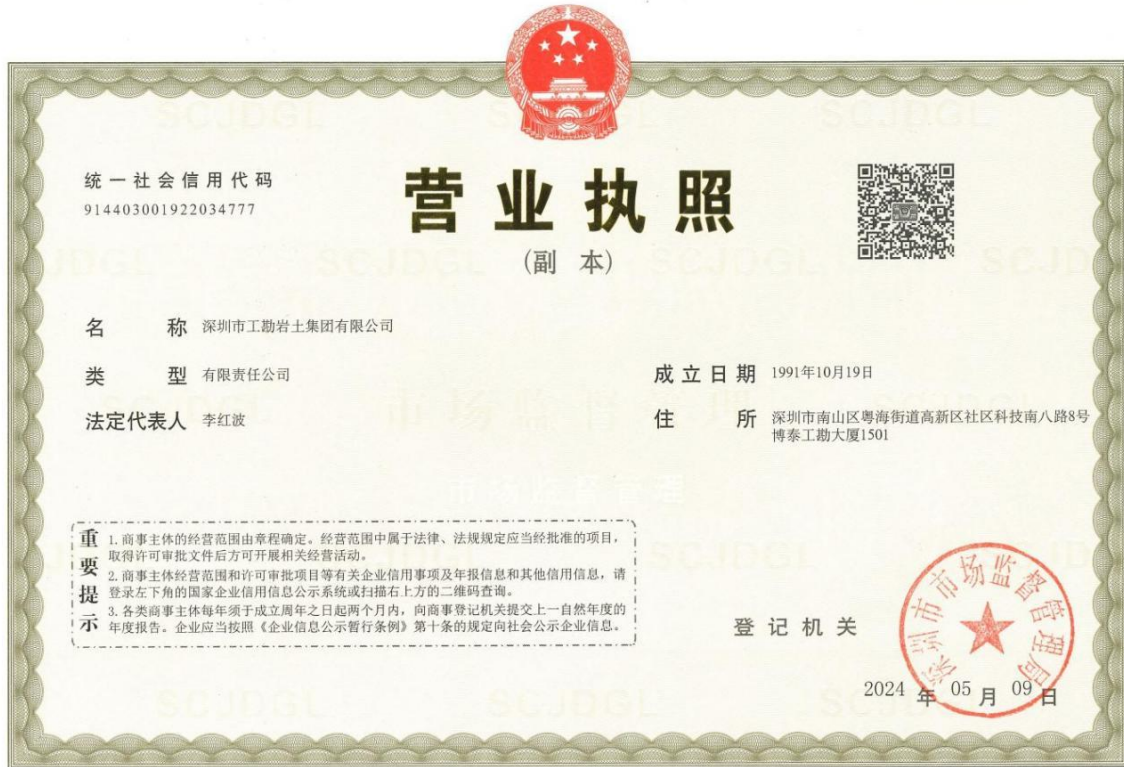 统一社会信用代码
914403001922034777
营业执照
(副 本)
名 称 深圳市工勘岩土集团有限公司
类 型 有限责任公司
法定代表人 李红波
成立日期 1991年10月19日
住 所 深圳市南山区粤海街道高新区社区科技南八路8号
博泰工勘大厦1501
重要提示
1. 商事主体的经营范围由章程确定。经营范围中属于法律、法规规定应当经批准的项目，
取得许可审批文件后方可开展相关经营活动。
2. 商事主体经营范围和许可审批项目等有关企业信用事项及年报信息和其他信用信息，请
登录左下角的国家企业信用信息公示系统或扫描右上方的二维码查询。
3. 各类商事主体每年须于成立周年之日起两个月内，向商事登记机关提交上一自然年度的
年度报告。企业应当按照《企业信息公示暂行条例》第十条的规定向社会公示企业信息。
登记机关
深圳市市场监督管理局
2024 年 05 月 09 日
SCJDGL
市场监督管理